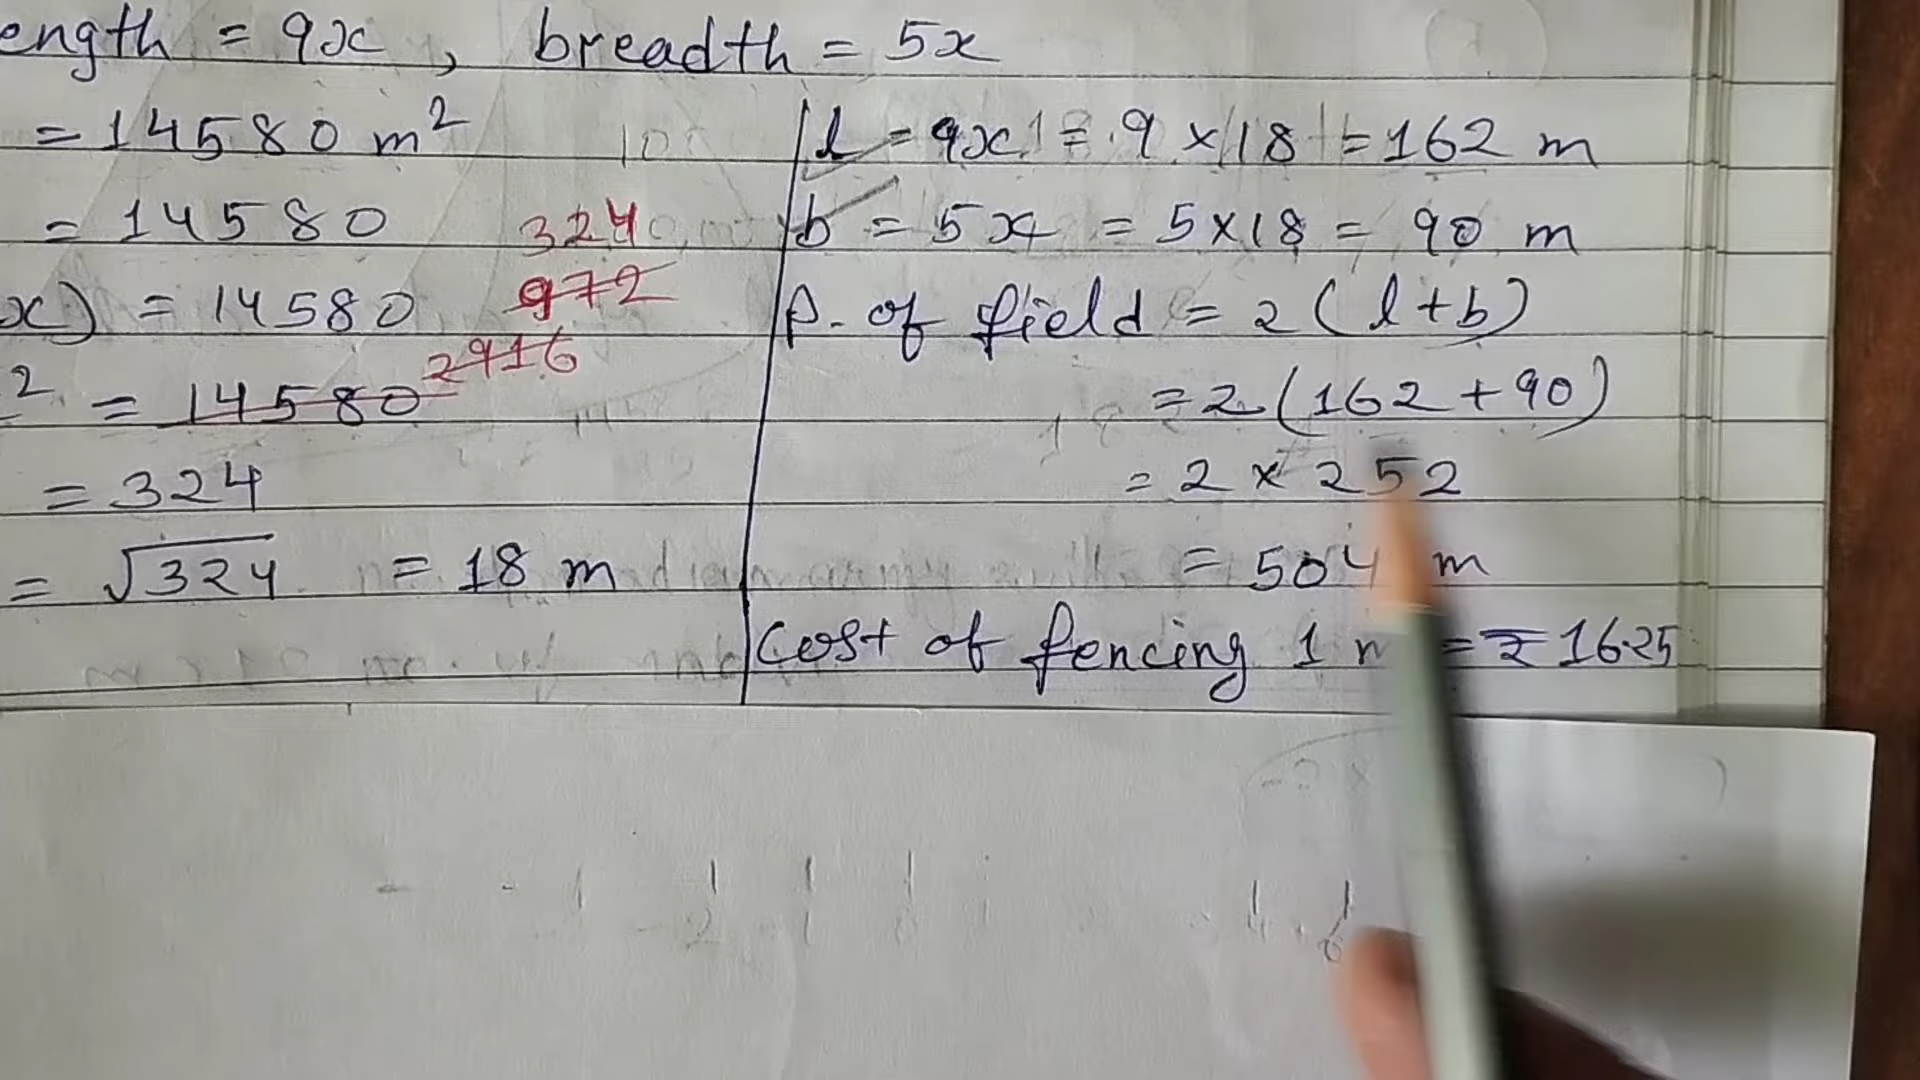 ength = 9x, breadth = 5x
= 14580 m²
= 14580
x) = 14580
² = 14580
324
972
2916
= 324
= √324 = 18 m
l = 9x = 9 × 18 = 162 m
b = 5x = 5×18 = 90 m
P. of field = 2 (l+b)
= 2 (162 + 90)
= 2 × 252
= 504 m
Cost of fencing 1 m = ₹ 16.25